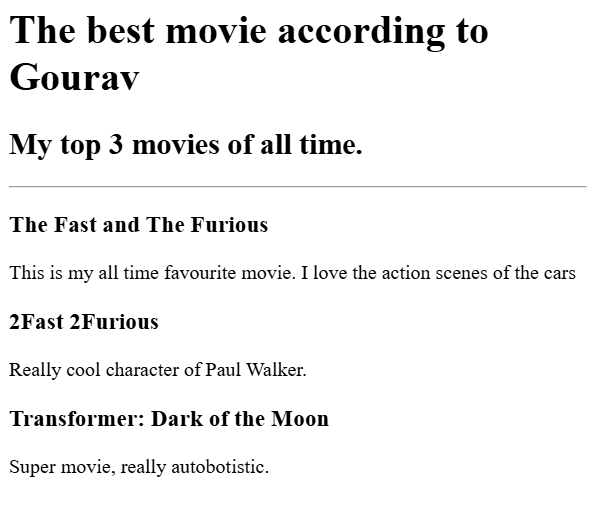 The best movie according to
Gourav
My top 3 movies of all time.
The Fast and The Furious
This is my all time favourite movie. I love the action scenes of the cars
2Fast 2Furious
Really cool character of Paul Walker.
Transformer: Dark of the Moon
Super movie, really autobotistic.